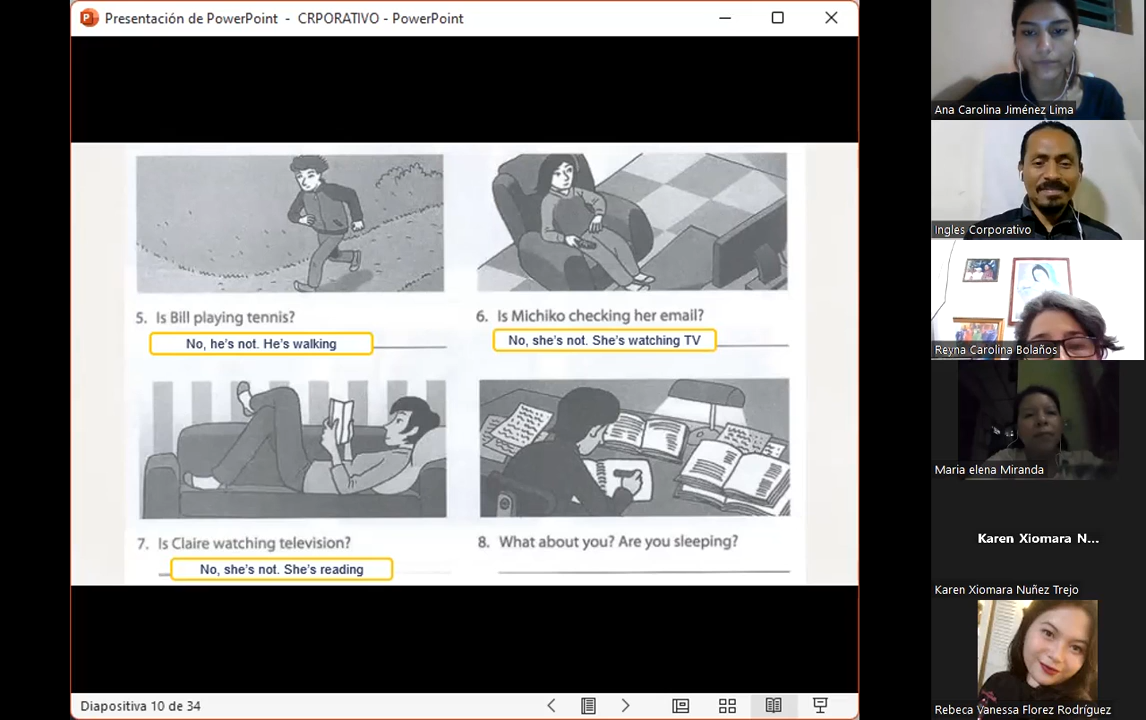 Presentación de PowerPoint - CRPORATIVO - PowerPoint
5. Is Bill playing tennis?
No, he's not. He's walking
6. Is Michiko checking her email?
No, she's not. She's watching TV
7. Is Claire watching television?
No, she's not. She's reading
8. What about you? Are you sleeping?
Diapositiva 10 de 34
Ana Carolina Jiménez Lima
Ingles Corporativo
Reyna Carolina Bolaños
Maria elena Miranda
Karen Xiomara N...
Karen Xiomara Nuñez Trejo
Rebeca Vanessa Florez Rodríguez